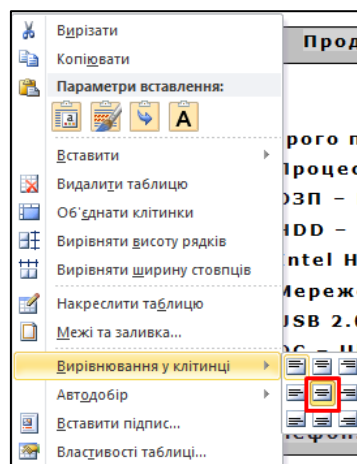 Вирізати
Копіювати
Параметри вставлення:
A
Вставити
Видалити таблицю
Об'єднати клітинки
Вирівняти висоту рядків
Вирівняти ширину стовпців
Накреслити таблицю
Межі та заливка...
Вирівнювання у клітинці
Автодобір
Вставити підпис...
Властивості таблиці...
Прод
рого п
Процес
ОЗП –
HDD –
ntel H
Мереж
USB 2.0